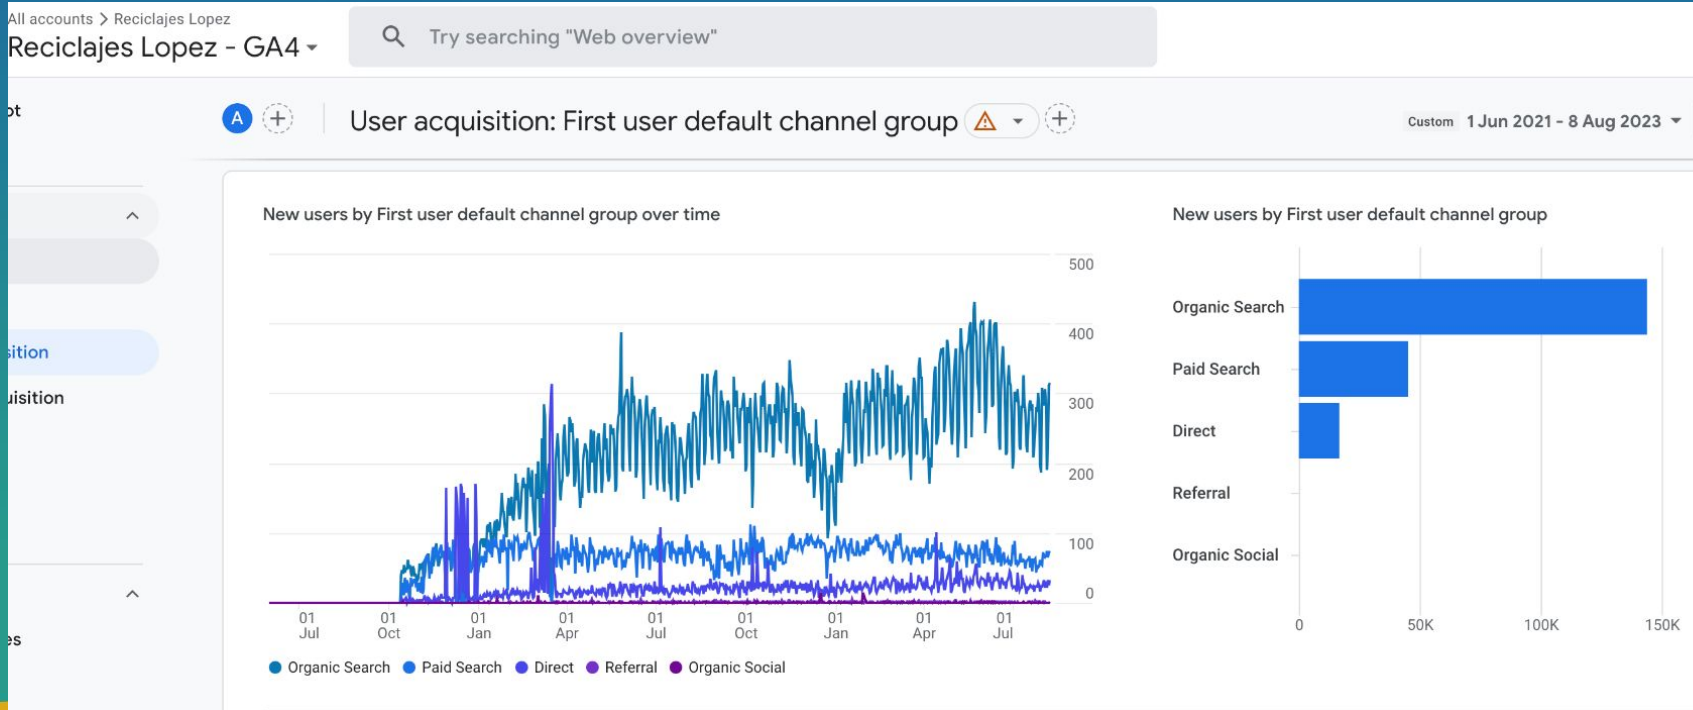 All accounts > Reciclajes Lopez
Reciclajes Lopez - GA4
Try searching "Web overview"
ot
A
User acquisition: First user default channel group
Custom 1 Jun 2021 - 8 Aug 2023
sition
uisition
es
New users by First user default channel group over time
500
400
300
200
100
0
01 Jul
01 Oct
01 Jan
01 Apr
01 Jul
01 Oct
01 Jan
01 Apr
01 Jul
Organic Search
Paid Search
Direct
Referral
Organic Social
New users by First user default channel group
Organic Search
Paid Search
Direct
Referral
Organic Social
0
50K
100K
150K